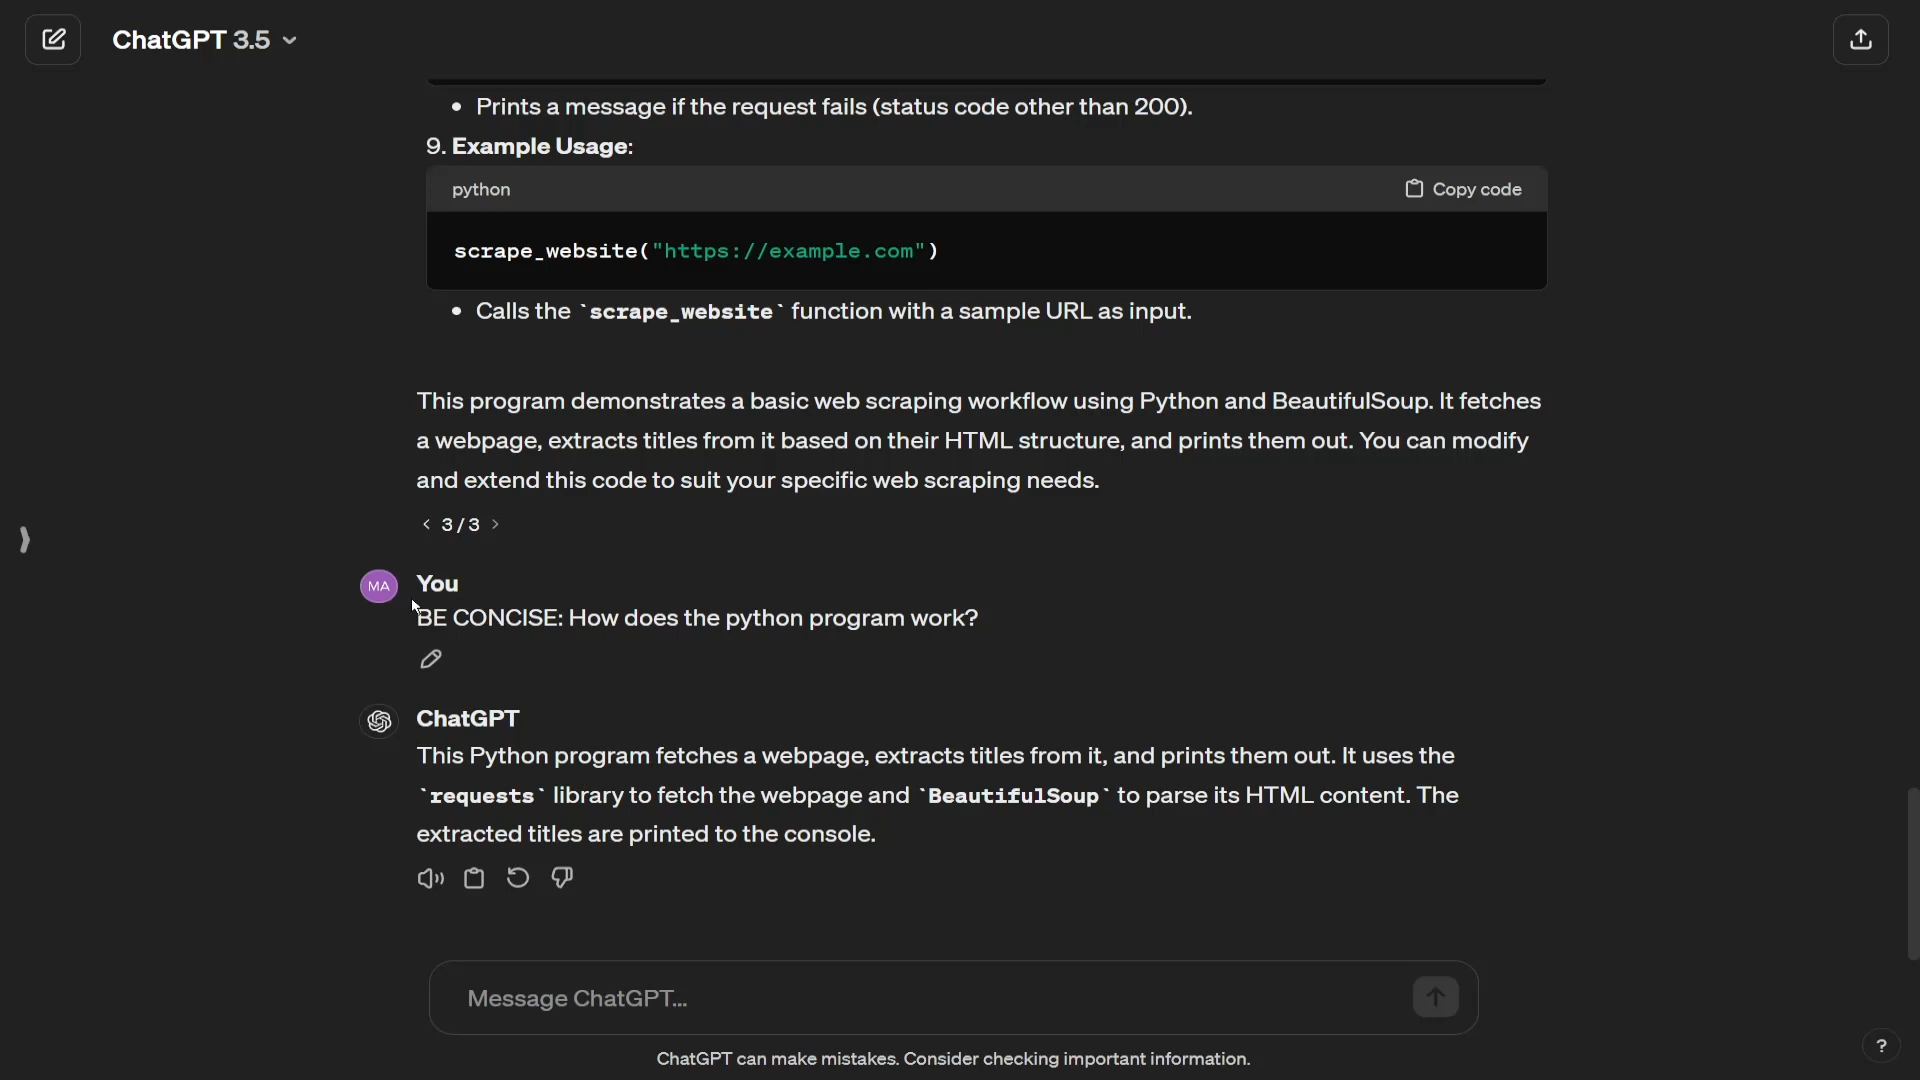 ChatGPT 3.5
• Prints a message if the request fails (status code other than 200).
9. Example Usage:
python
Copy code
scrape_website("https://example.com")
• Calls the `scrape_website` function with a sample URL as input.
This program demonstrates a basic web scraping workflow using Python and BeautifulSoup. It fetches
a webpage, extracts titles from it based on their HTML structure, and prints them out. You can modify
and extend this code to suit your specific web scraping needs.
< 3/3 >
MA
You
BE CONCISE: How does the python program work?
ChatGPT
This Python program fetches a webpage, extracts titles from it, and prints them out. It uses the
`requests` library to fetch the webpage and `BeautifulSoup` to parse its HTML content. The
extracted titles are printed to the console.
Message ChatGPT...
ChatGPT can make mistakes. Consider checking important information.
?